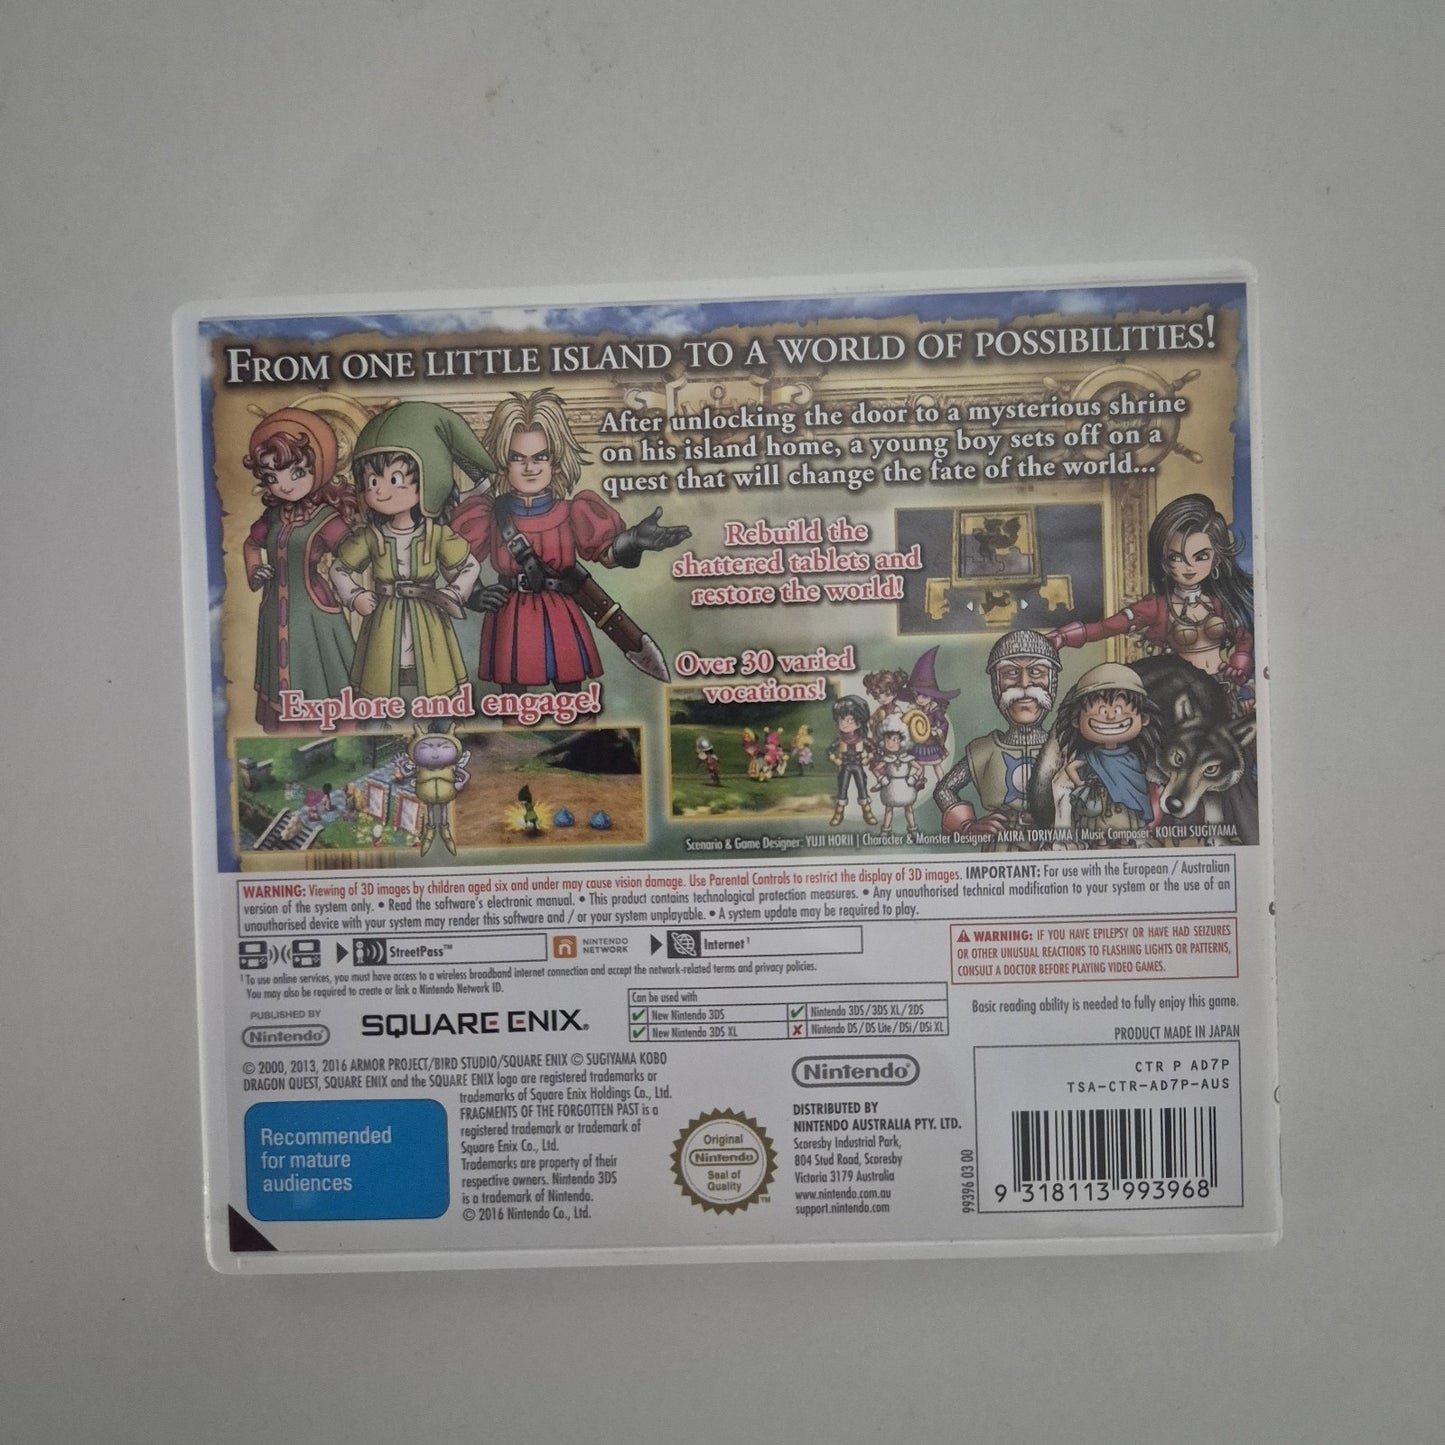 FROM ONE LITTLE ISLAND TO A WORLD OF POSSIBILITIES!
After unlocking the door to a mysterious shrine
on his island home, a young boy sets off on a
quest that will change the fate of the world...
Rebuild the
shattered tablets and
restore the world!
Over 30 varied
vocations!
Explore and engage!
Scenario & Game Designer: YUJI HORII | Character & Monster Designer: AKIRA TORIYAMA | Music Composer: KOICHI SUGIYAMA
WARNING: Viewing of 3D images by children aged six and under may cause vision damage. Use Parental Controls to restrict the display of 3D images. IMPORTANT: For use with the European / Australian
version of the system only. • Read the software's electronic manual. • This product contains technological protection measures. • Any unauthorised technical modification to your system or the use of an
unauthorised device with your system may render this software and / or your system unplayable. • A system update may be required to play.
StreetPass™
NINTENDO
NETWORK
Internet¹
¹ To use online services, you must have access to a wireless broadband internet connection and accept the network-related terms and privacy policies.
You may also be required to create or link a Nintendo Network ID.
WARNING: IF YOU HAVE EPILEPSY OR HAVE HAD SEIZURES
OR OTHER UNUSUAL REACTIONS TO FLASHING LIGHTS OR PATTERNS,
CONSULT A DOCTOR BEFORE PLAYING VIDEO GAMES.
PUBLISHED BY
Nintendo
SQUARE ENIX®
Can be used with
New Nintendo 3DS
New Nintendo 3DS XL
Nintendo 3DS / 3DS XL / 2DS
Nintendo DS / DS Lite / DSi / DSi XL
Basic reading ability is needed to fully enjoy this game.
PRODUCT MADE IN JAPAN
© 2000, 2013, 2016 ARMOR PROJECT/BIRD STUDIO/SQUARE ENIX © SUGIYAMA KOBO
DRAGON QUEST, SQUARE ENIX and the SQUARE ENIX logo are registered trademarks or
trademarks of Square Enix Holdings Co., Ltd.
FRAGMENTS OF THE FORGOTTEN PAST is a
registered trademark or trademark of
Square Enix Co., Ltd.
Trademarks are property of their
respective owners. Nintendo 3DS
is a trademark of Nintendo.
© 2016 Nintendo Co., Ltd.
Recommended
for mature
audiences
Original
Nintendo
Seal of
Quality
TM
Nintendo®
DISTRIBUTED BY
NINTENDO AUSTRALIA PTY. LTD.
Scoresby Industrial Park,
804 Stud Road, Scoresby
Victoria 3179 Australia
www.nintendo.com.au
support.nintendo.com
99396 03 00
CTR P AD7P
TSA-CTR-AD7P-AUS
9 318113 993968